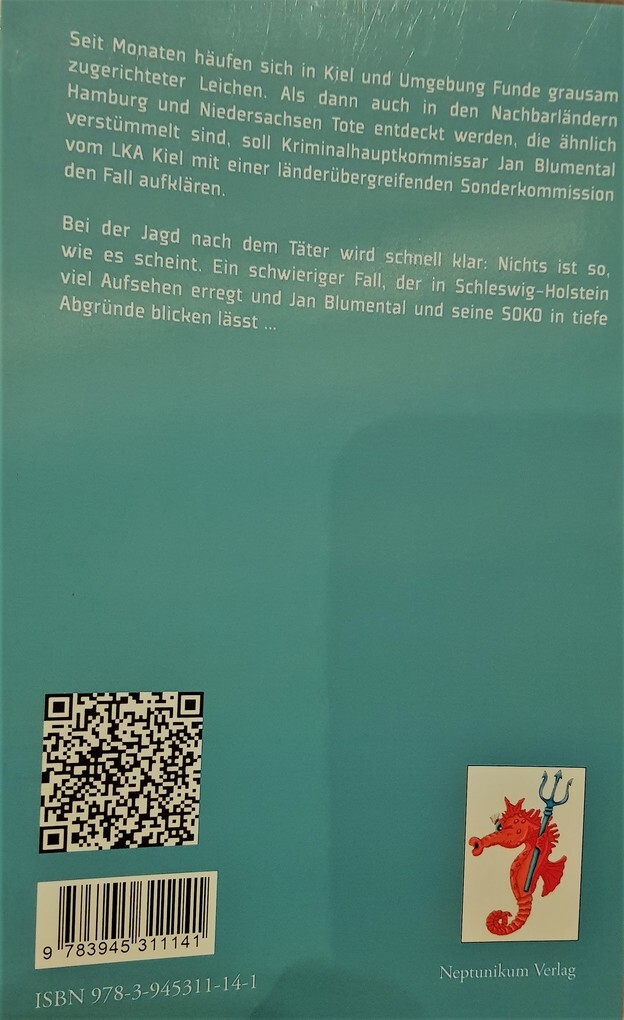 Seit Monaten häufen sich in Kiel und Umgebung Funde grausam
zugerichteter Leichen. Als dann auch in den Nachbarländern
Hamburg und Niedersachsen Tote entdeckt werden, die ähnlich
verstümmelt sind, soll Kriminalhauptkommissar Jan Blumental
vom LKA Kiel mit einer länderübergreifenden Sonderkommission
den Fall aufklären.
Bei der Jagd nach dem Täter wird schnell klar: Nichts ist so,
wie es scheint. Ein schwieriger Fall, der in Schleswig-Holstein
viel Aufsehen erregt und Jan Blumental und seine SOKO in tiefe
Abgründe blicken lässt ...
9 783945 311141
ISBN 978-3-945311-14-1
Neptunikum Verlag